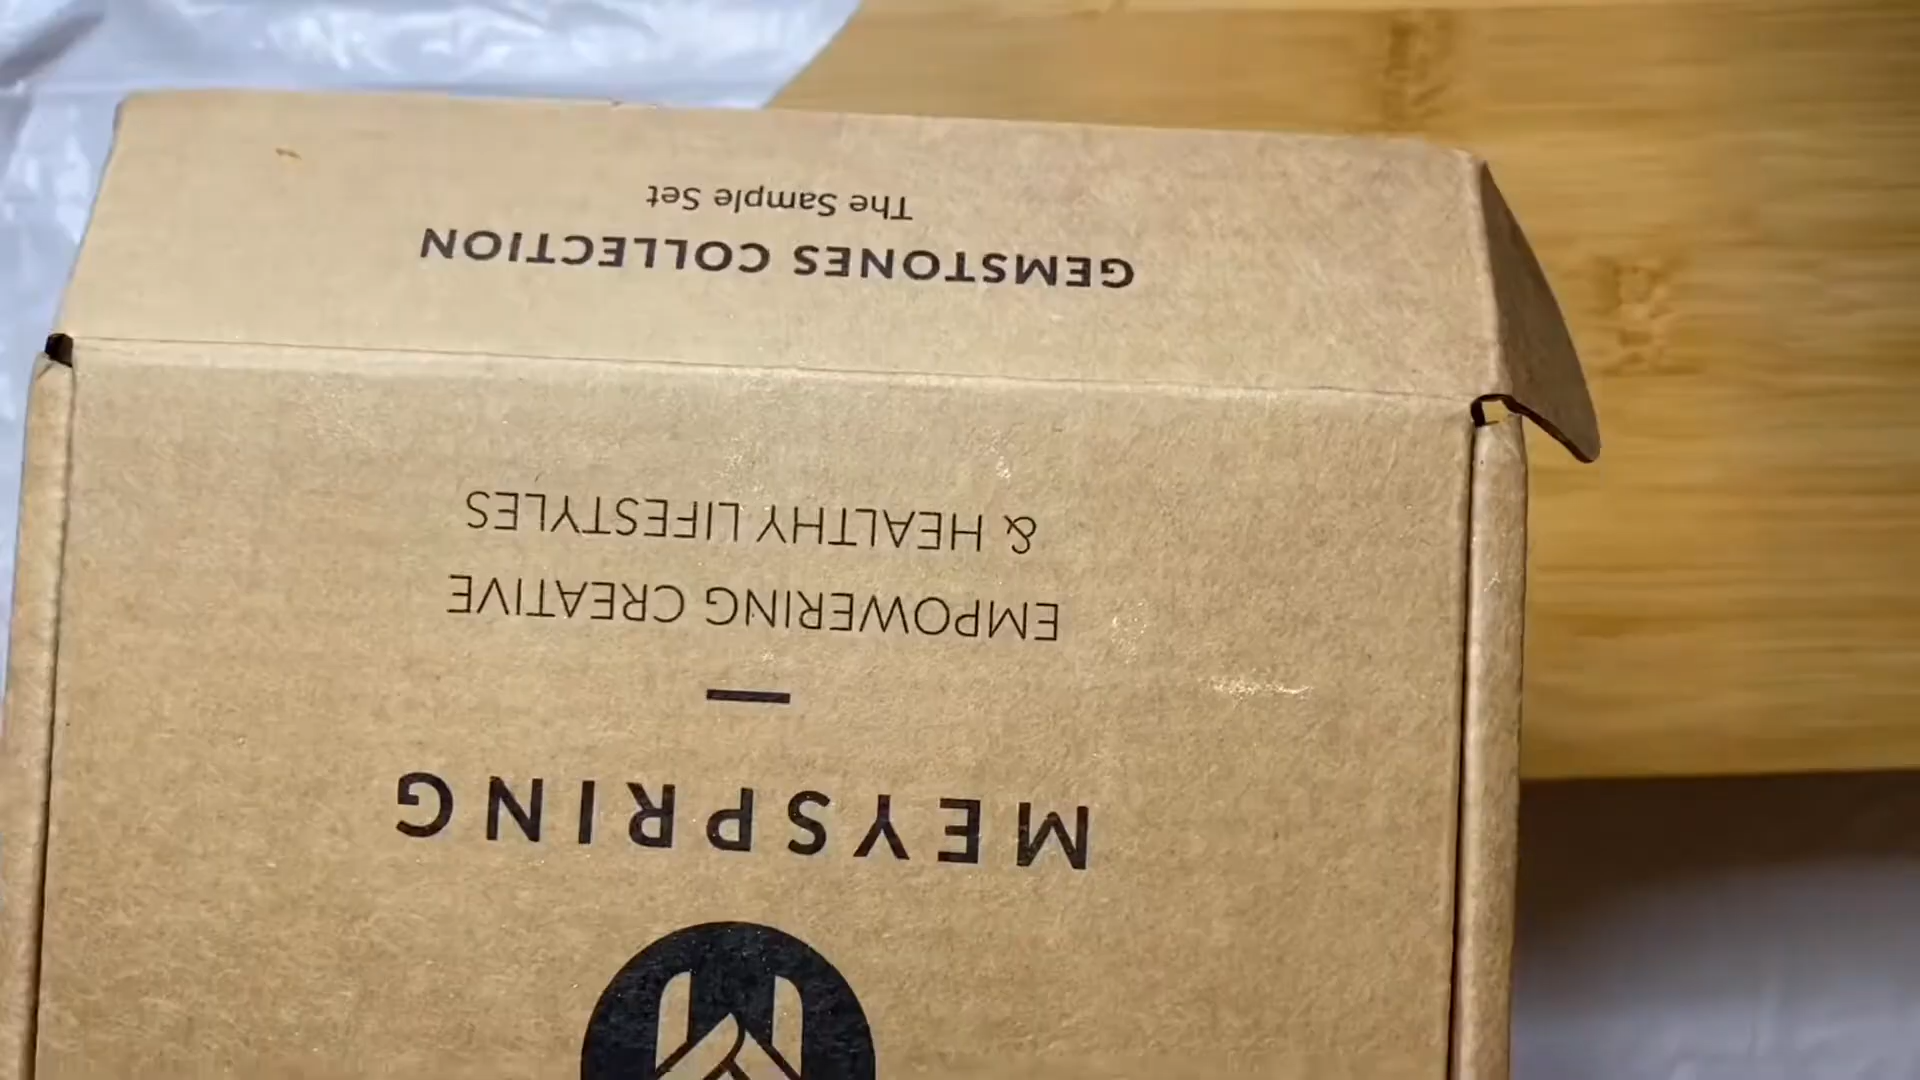 MEYSPRING
EMPOWERING CREATIVE
& HEALTHY LIFESTYLES
GEMSTONES COLLECTION
The Sample Set